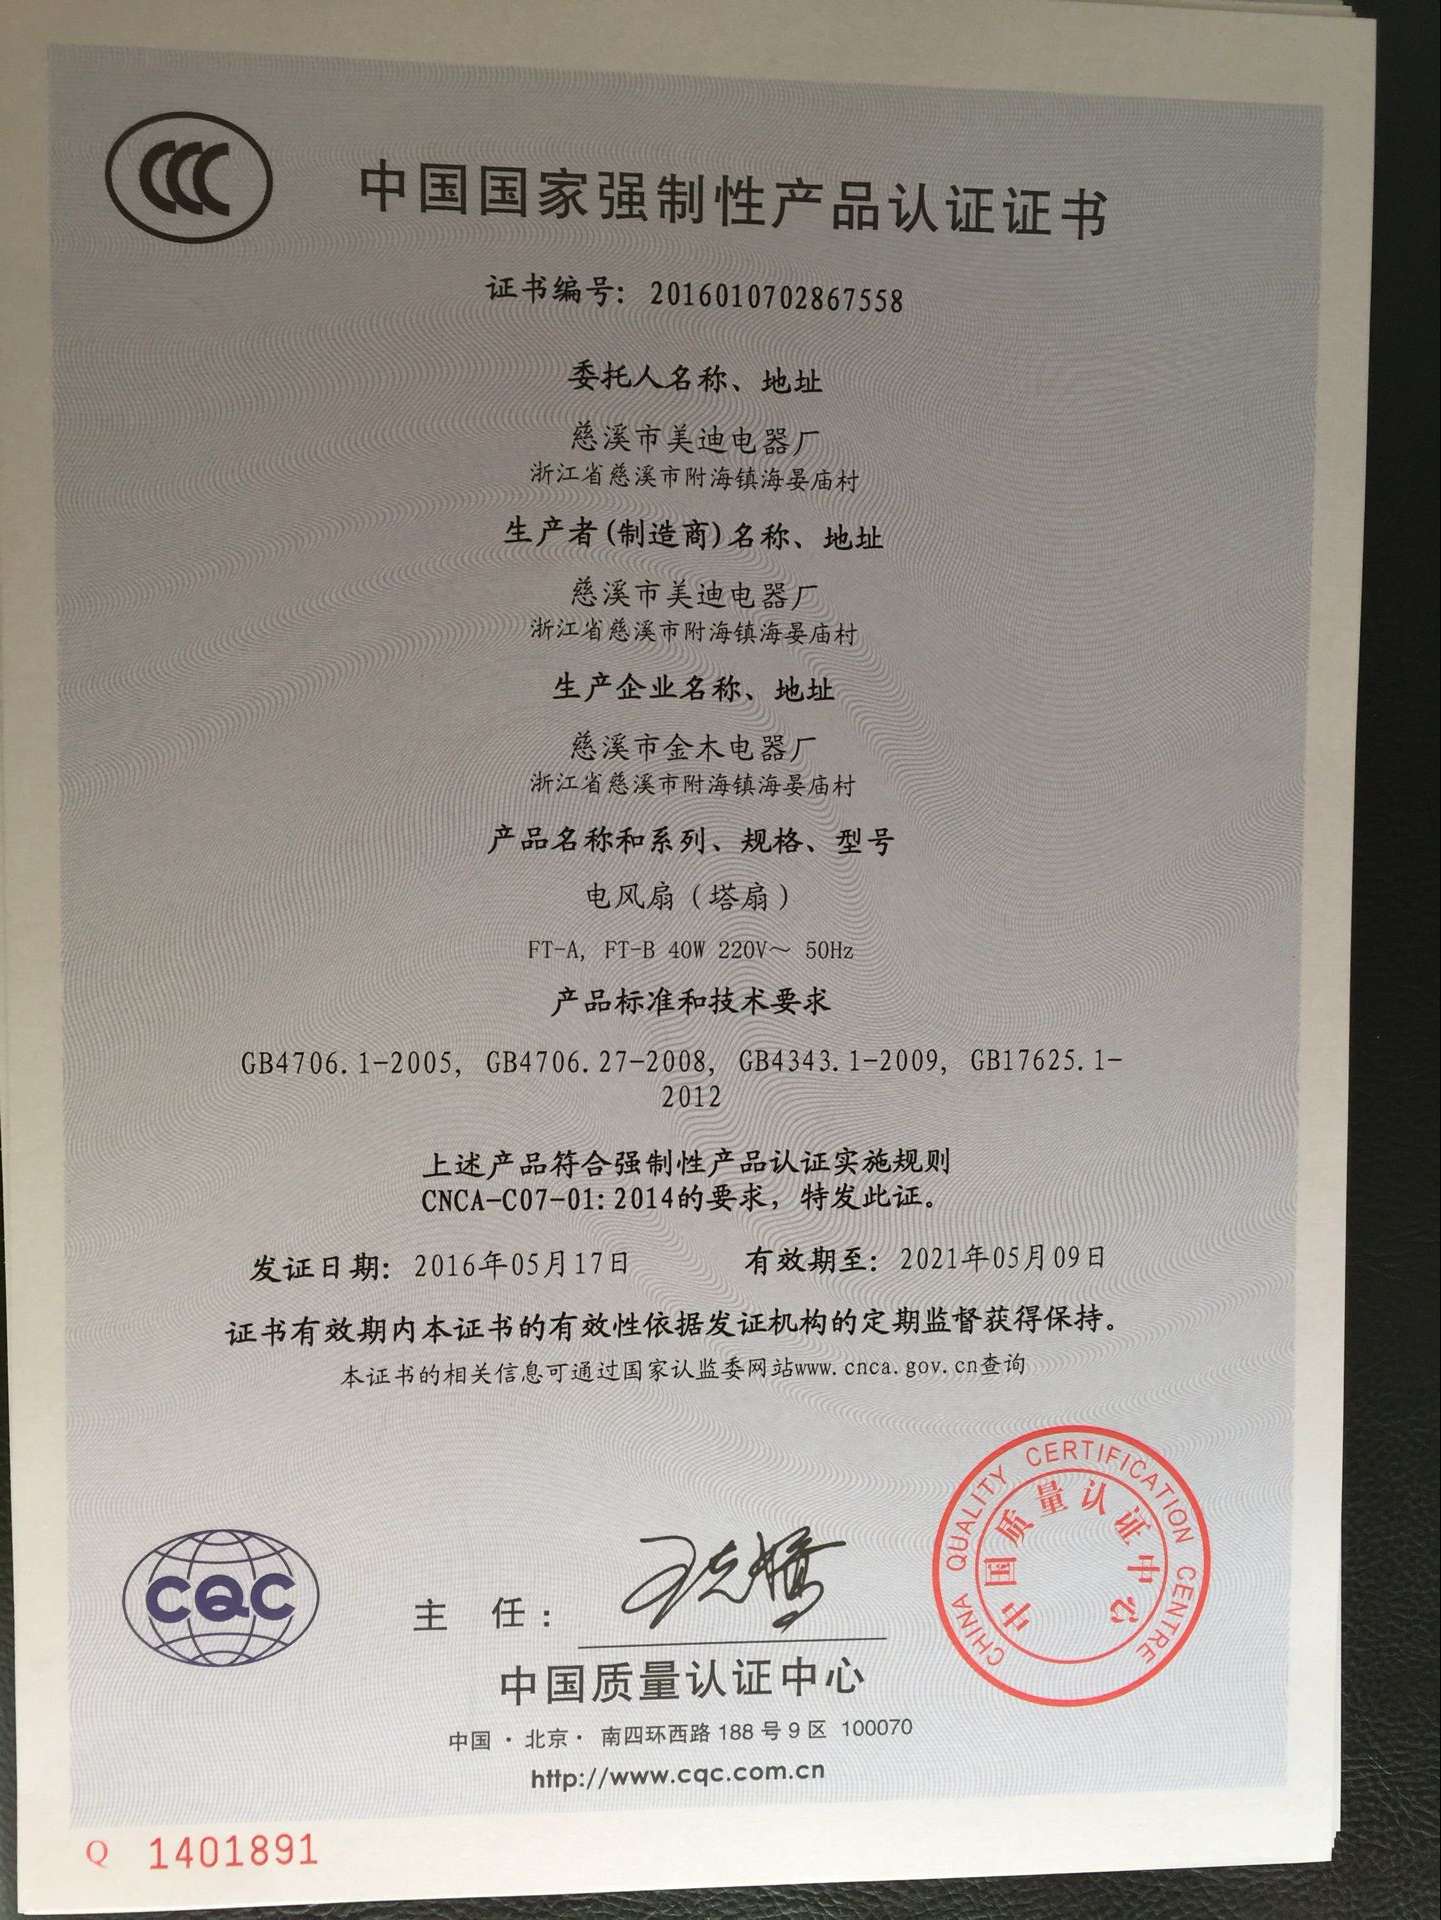 CCC
中国国家强制性产品认证证书
证书编号: 2016010702867558
委托人名称、地址
慈溪市美迪电器厂
浙江省慈溪市附海镇海晏庙村
生产者(制造商)名称、地址
慈溪市美迪电器厂
浙江省慈溪市附海镇海晏庙村
生产企业名称、地址
慈溪市金木电器厂
浙江省慈溪市附海镇海晏庙村
产品名称和系列、规格、型号
电风扇（塔扇）
FT-A, FT-B 40W 220V～ 50Hz
产品标准和技术要求
GB4706.1-2005, GB4706.27-2008, GB4343.1-2009, GB17625.1-
2012
上述产品符合强制性产品认证实施规则
CNCA-C07-01:2014的要求，特发此证。
发证日期: 2016年05月17日 有效期至: 2021年05月09日
证书有效期内本证书的有效性依据发证机构的定期监督获得保持。
本证书的相关信息可通过国家认监委网站www.cnca.gov.cn查询
CHINA QUALITY CERTIFICATION CENTRE
中国质量认证中心
CQC
主 任:
中国质量认证中心
中国·北京·南四环西路188号9区 100070
http://www.cqc.com.cn
Q 1401891